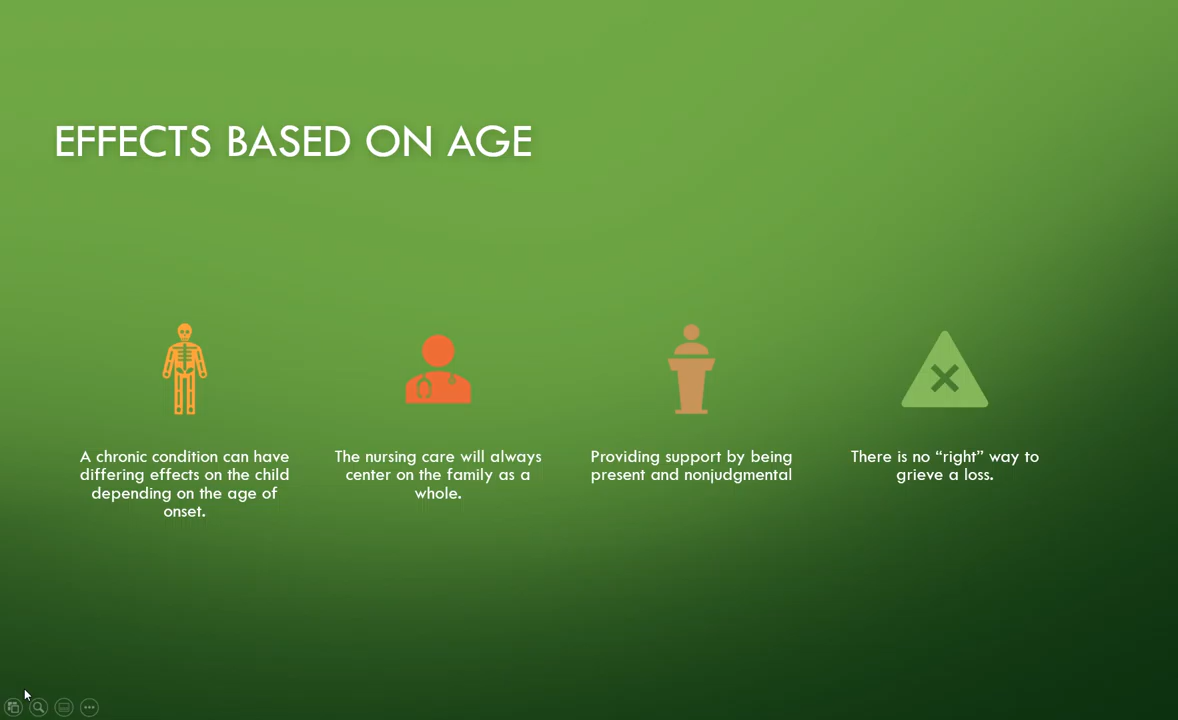 EFFECTS BASED ON AGE
A chronic condition can have
differing effects on the child
depending on the age of
onset.
The nursing care will always
center on the family as a
whole.
Providing support by being
present and nonjudgmental
There is no “right” way to
grieve a loss.